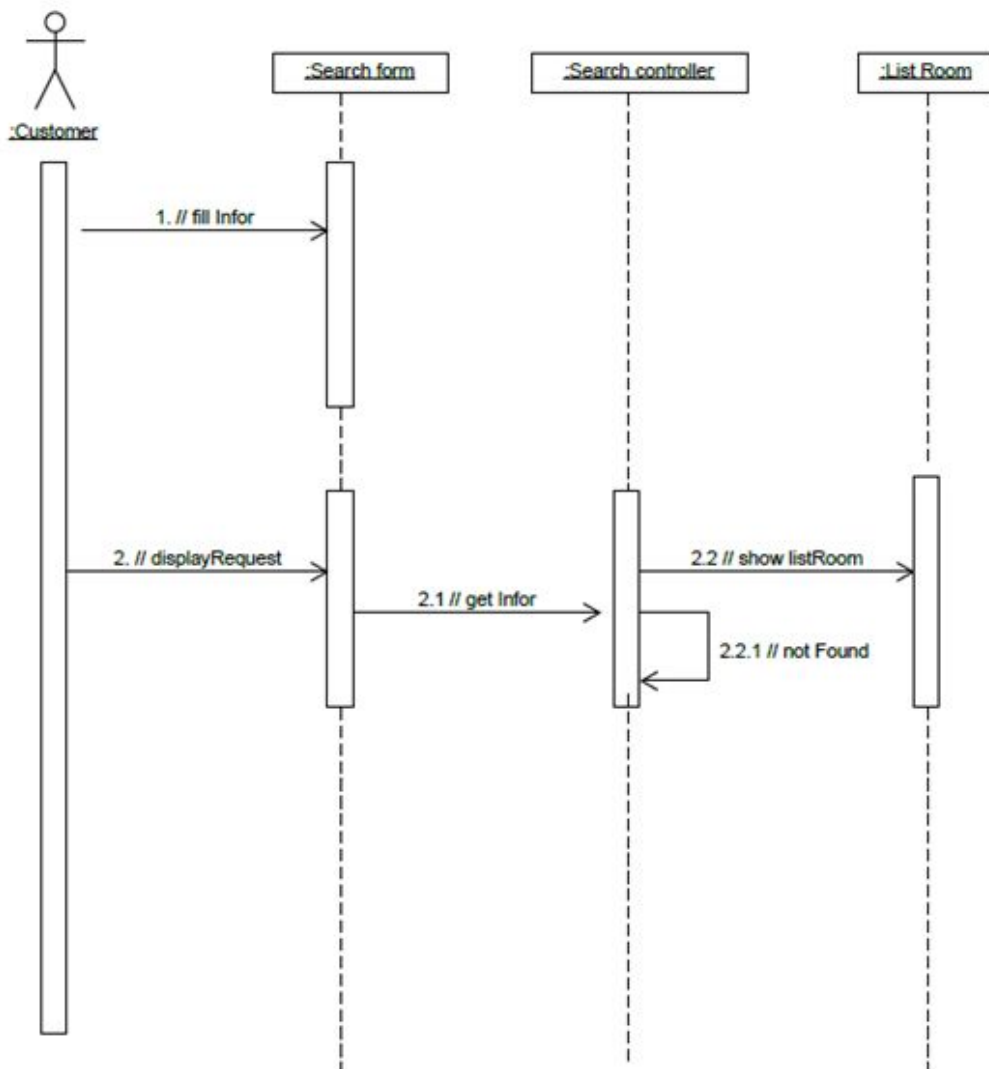 :Search form
:Search controller
:List Room
:Customer
1. // fill Infor
2. // displayRequest
2.2 // show listRoom
2.1 // get Infor
2.2.1 // not Found